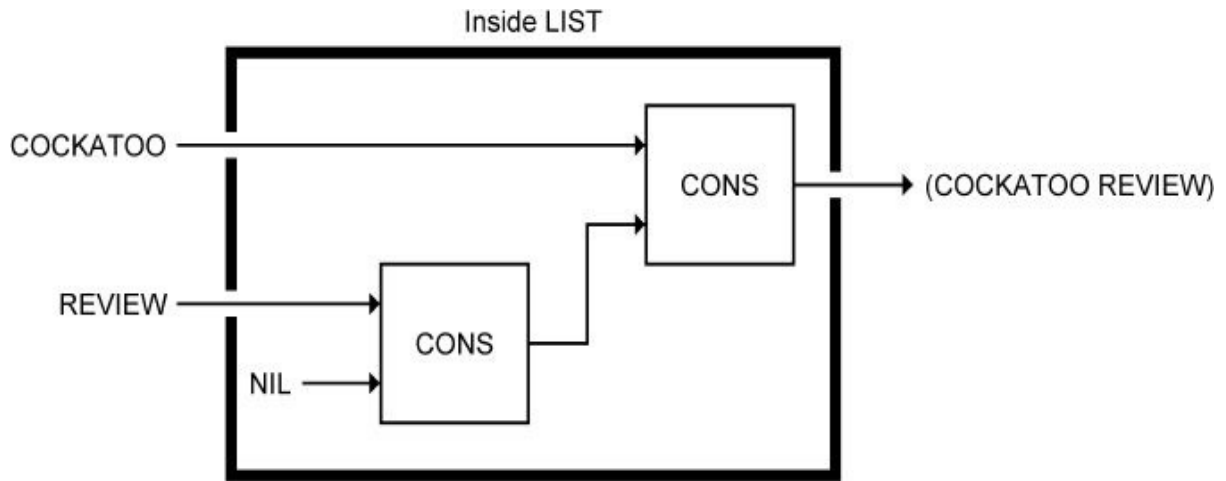 Inside LIST
COCKATOO
CONS
(COCKATOO REVIEW)
REVIEW
CONS
NIL